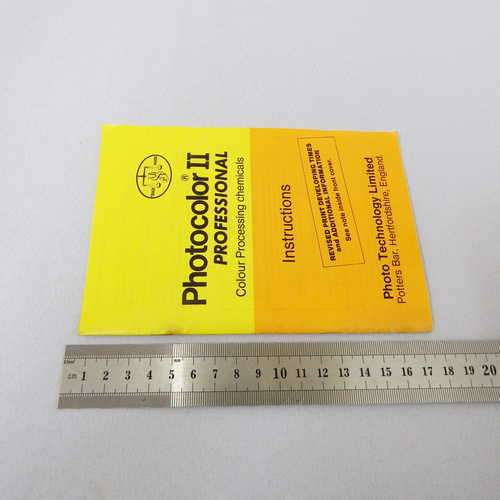 Photocolor II®
PROFESSIONAL
Colour Processing chemicals
Instructions
REVISED PRINT DEVELOPING TIMES
and ADDITIONAL INFORMATION
See note inside front cover.
Photo Technology Limited
Potters Bar, Hertfordshire, England
cm 1 2 3 4 5 6 7 8 9 10 11 12 13 14 15 16 17 18 19 20